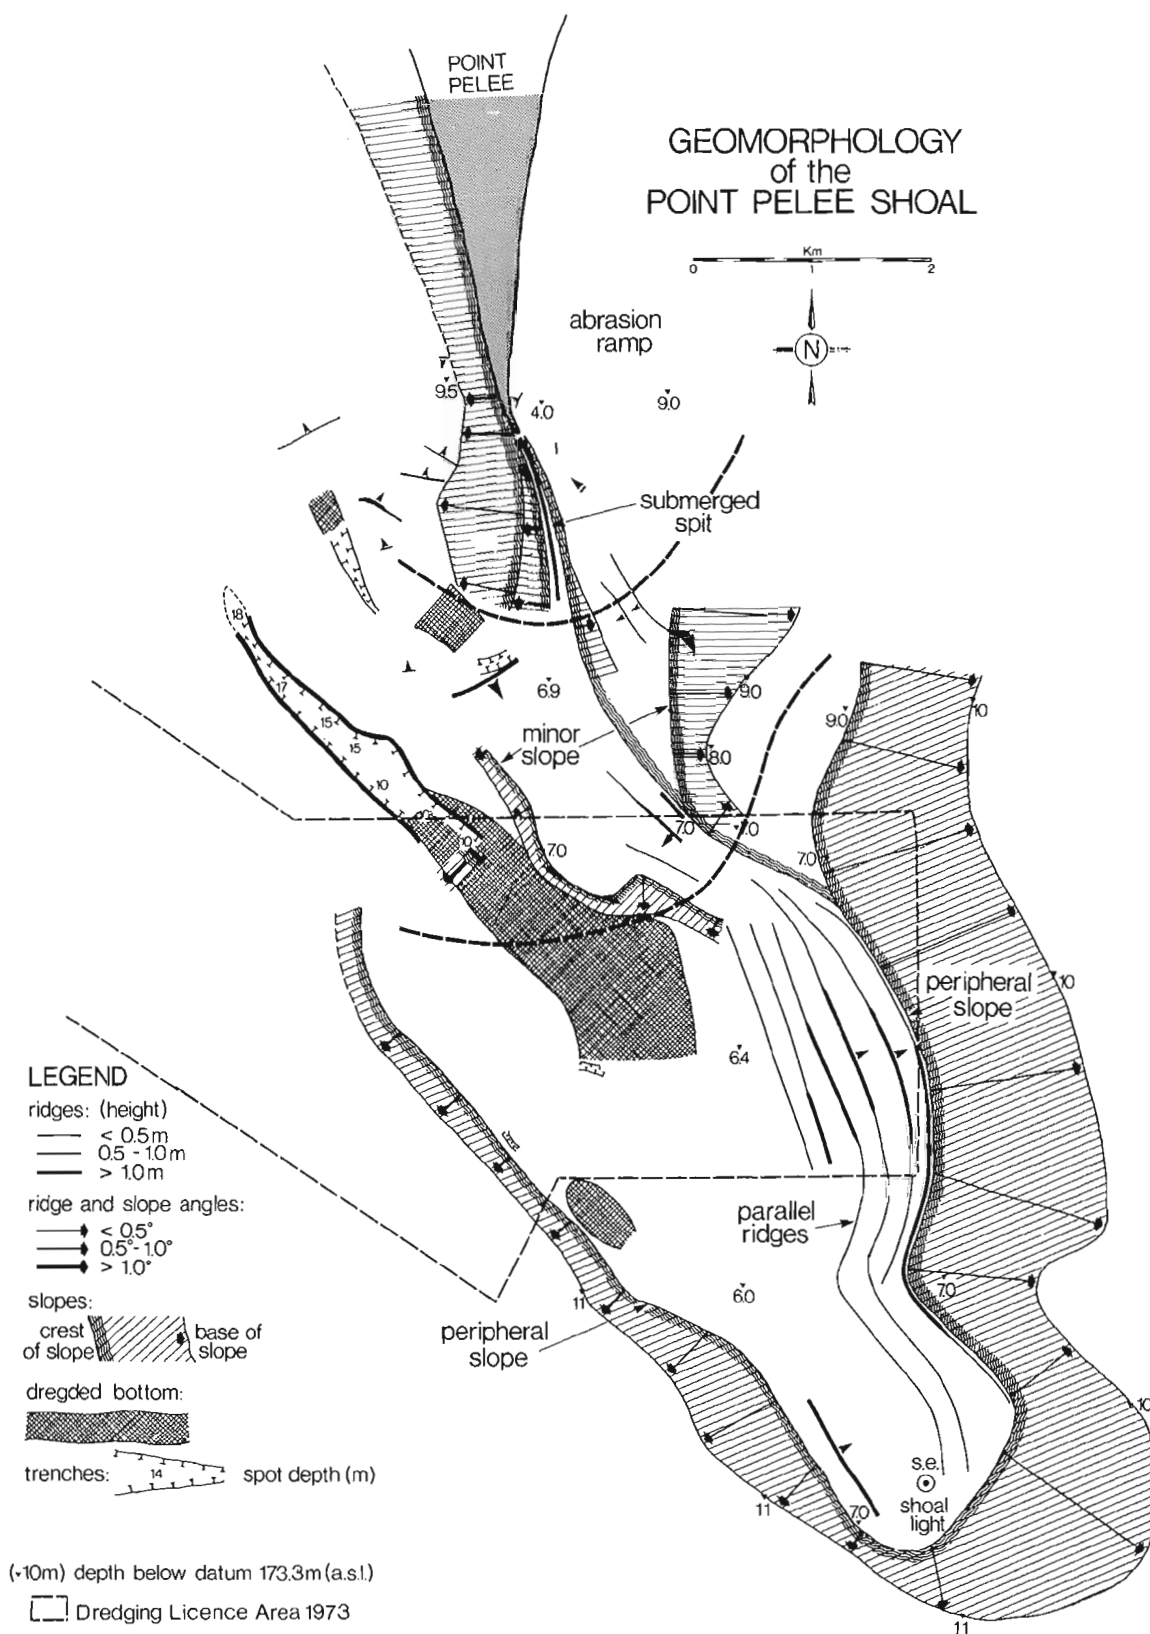 POINT
PELEE
GEOMORPHOLOGY
of the
POINT PELEE SHOAL
Km
0 1 2
abrasion
ramp
N
9.5
4.0
9.0
submerged
spit
18
17
15
15
10
6.9
minor
slope
9.0
8.0
9.0
10
7.0
7.0
7.0
7.0
10
peripheral
slope
10
6.4
LEGEND
ridges: (height)
< 0.5m
0.5 - 1.0m
> 1.0m
ridge and slope angles:
< 0.5°
0.5°-1.0°
> 1.0°
slopes:
crest
of slope
base of
slope
dregded bottom:
trenches:
14
spot depth (m)
parallel
ridges
11
6.0
7.0
peripheral
slope
10
s.e.
shoal
light
11
7.0
11
(▾10m) depth below datum 173.3m (a.s.l.)
Dredging Licence Area 1973